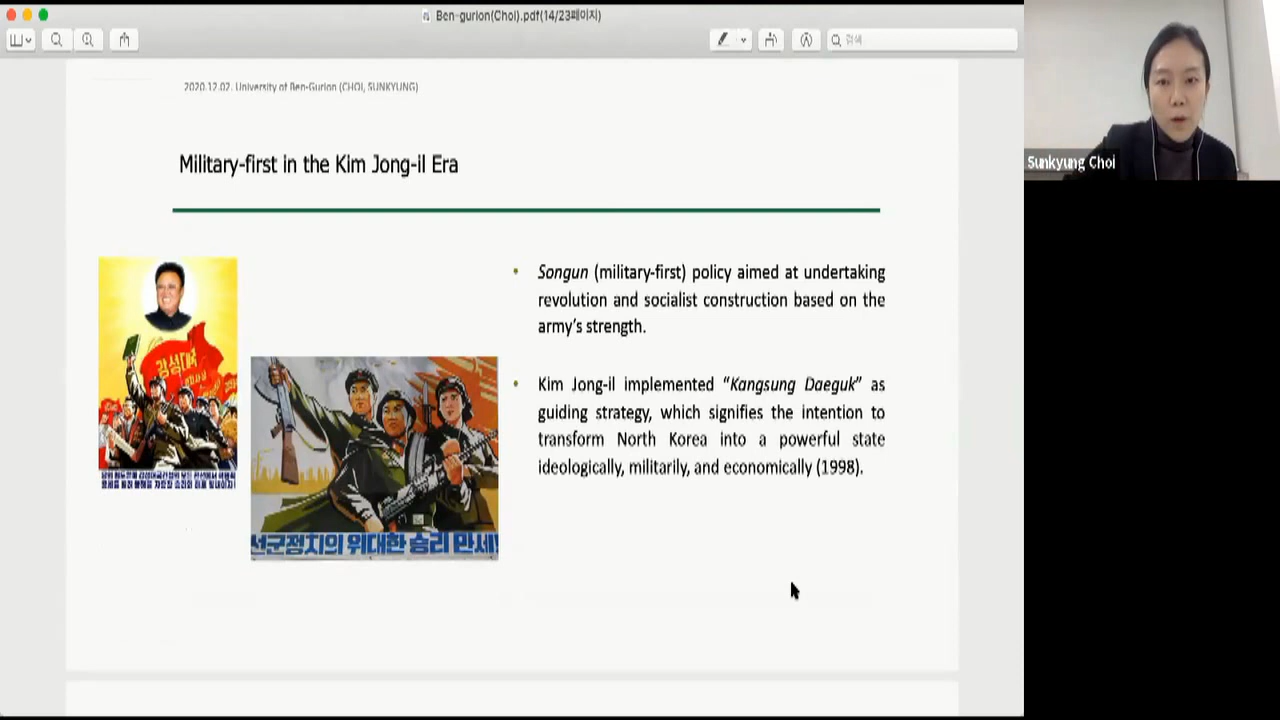 Ben-gurion(Choi).pdf(14/23페이지)
검색
2020.12.02. University of Ben-Gurion (CHOI, SUNKYUNG)
Military-first in the Kim Jong-il Era
강성대국
선군정치의 위대한 승리 만세!
Songun (military-first) policy aimed at undertaking
revolution and socialist construction based on the
army's strength.
Kim Jong-il implemented “Kangsung Daeguk” as
guiding strategy, which signifies the intention to
transform North Korea into a powerful state
ideologically, militarily, and economically (1998).
Sunkyung Choi